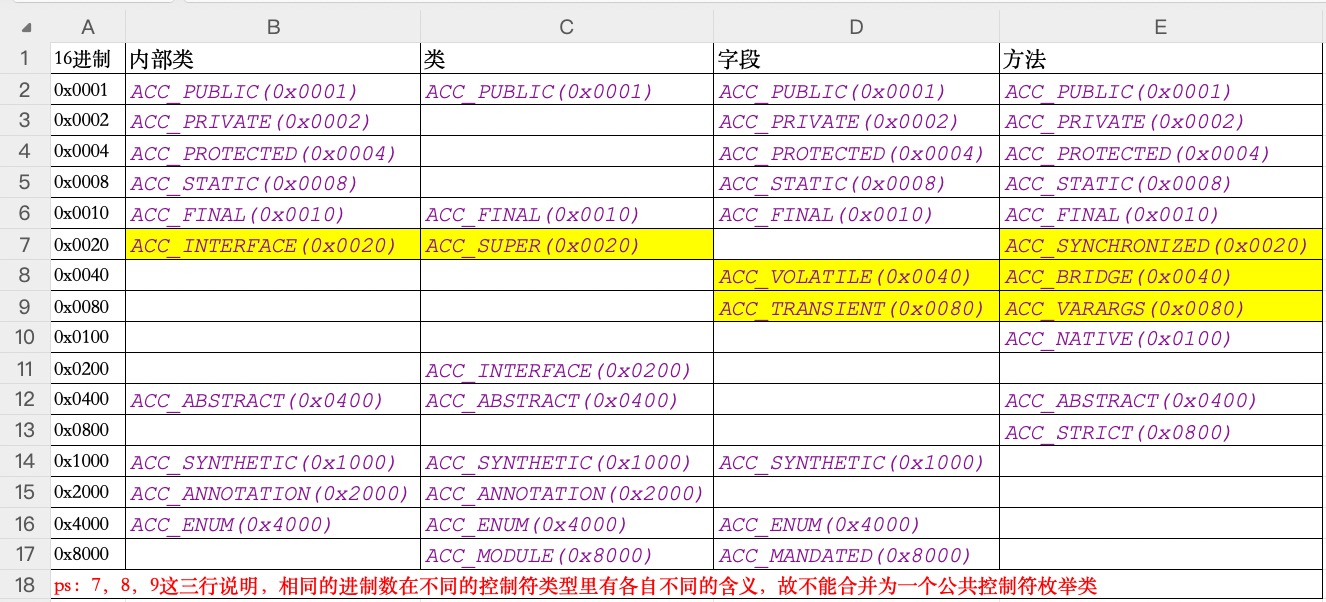 A B C D E
1 16进制 内部类 类 字段 方法
2 0x0001 ACC_PUBLIC(0x0001) ACC_PUBLIC(0x0001) ACC_PUBLIC(0x0001) ACC_PUBLIC(0x0001)
3 0x0002 ACC_PRIVATE(0x0002) ACC_PRIVATE(0x0002) ACC_PRIVATE(0x0002)
4 0x0004 ACC_PROTECTED(0x0004) ACC_PROTECTED(0x0004) ACC_PROTECTED(0x0004)
5 0x0008 ACC_STATIC(0x0008) ACC_STATIC(0x0008) ACC_STATIC(0x0008)
6 0x0010 ACC_FINAL(0x0010) ACC_FINAL(0x0010) ACC_FINAL(0x0010) ACC_FINAL(0x0010)
7 0x0020 ACC_INTERFACE(0x0020) ACC_SUPER(0x0020) ACC_SYNCHRONIZED(0x0020)
8 0x0040 ACC_VOLATILE(0x0040) ACC_BRIDGE(0x0040)
9 0x0080 ACC_TRANSIENT(0x0080) ACC_VARARGS(0x0080)
10 0x0100 ACC_NATIVE(0x0100)
11 0x0200 ACC_INTERFACE(0x0200)
12 0x0400 ACC_ABSTRACT(0x0400) ACC_ABSTRACT(0x0400) ACC_ABSTRACT(0x0400)
13 0x0800 ACC_STRICT(0x0800)
14 0x1000 ACC_SYNTHETIC(0x1000) ACC_SYNTHETIC(0x1000) ACC_SYNTHETIC(0x1000)
15 0x2000 ACC_ANNOTATION(0x2000) ACC_ANNOTATION(0x2000)
16 0x4000 ACC_ENUM(0x4000) ACC_ENUM(0x4000) ACC_ENUM(0x4000)
17 0x8000 ACC_MODULE(0x8000) ACC_MANDATED(0x8000)
18 ps：7，8，9这三行说明，相同的进制数在不同的控制符类型里有各自不同的含义，故不能合并为一个公共控制符枚举类